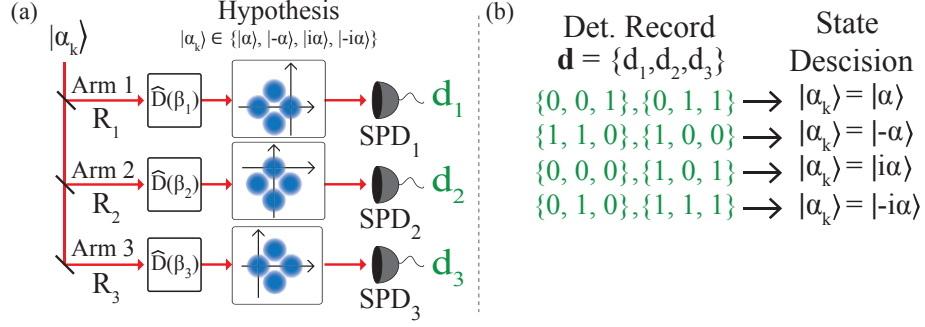 (a)
|α_k⟩
Hypothesis
|α_k⟩ ∈ {|α⟩, |-α⟩, |iα⟩, |-iα⟩}
Arm 1
R_1
D̂(β_1)
SPD_1
d_1
Arm 2
R_2
D̂(β_2)
SPD_2
d_2
Arm 3
R_3
D̂(β_3)
SPD_3
d_3
(b)
Det. Record
d = {d_1,d_2,d_3}
State
Descision
{0, 0, 1},{0, 1, 1} → |α_k⟩ = |α⟩
{1, 1, 0},{1, 0, 0} → |α_k⟩ = |-α⟩
{0, 0, 0},{1, 0, 1} → |α_k⟩ = |iα⟩
{0, 1, 0},{1, 1, 1} → |α_k⟩ = |-iα⟩